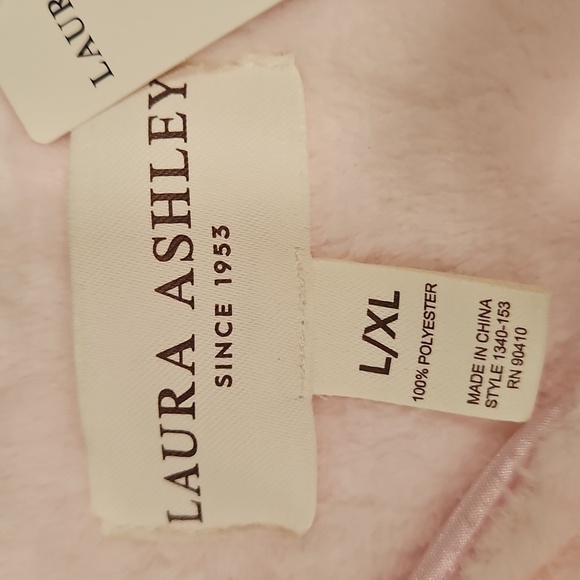 LAURA ASHLEY
SINCE 1953
L/XL
100% POLYESTER
MADE IN CHINA
STYLE 1340-153
RN 90410